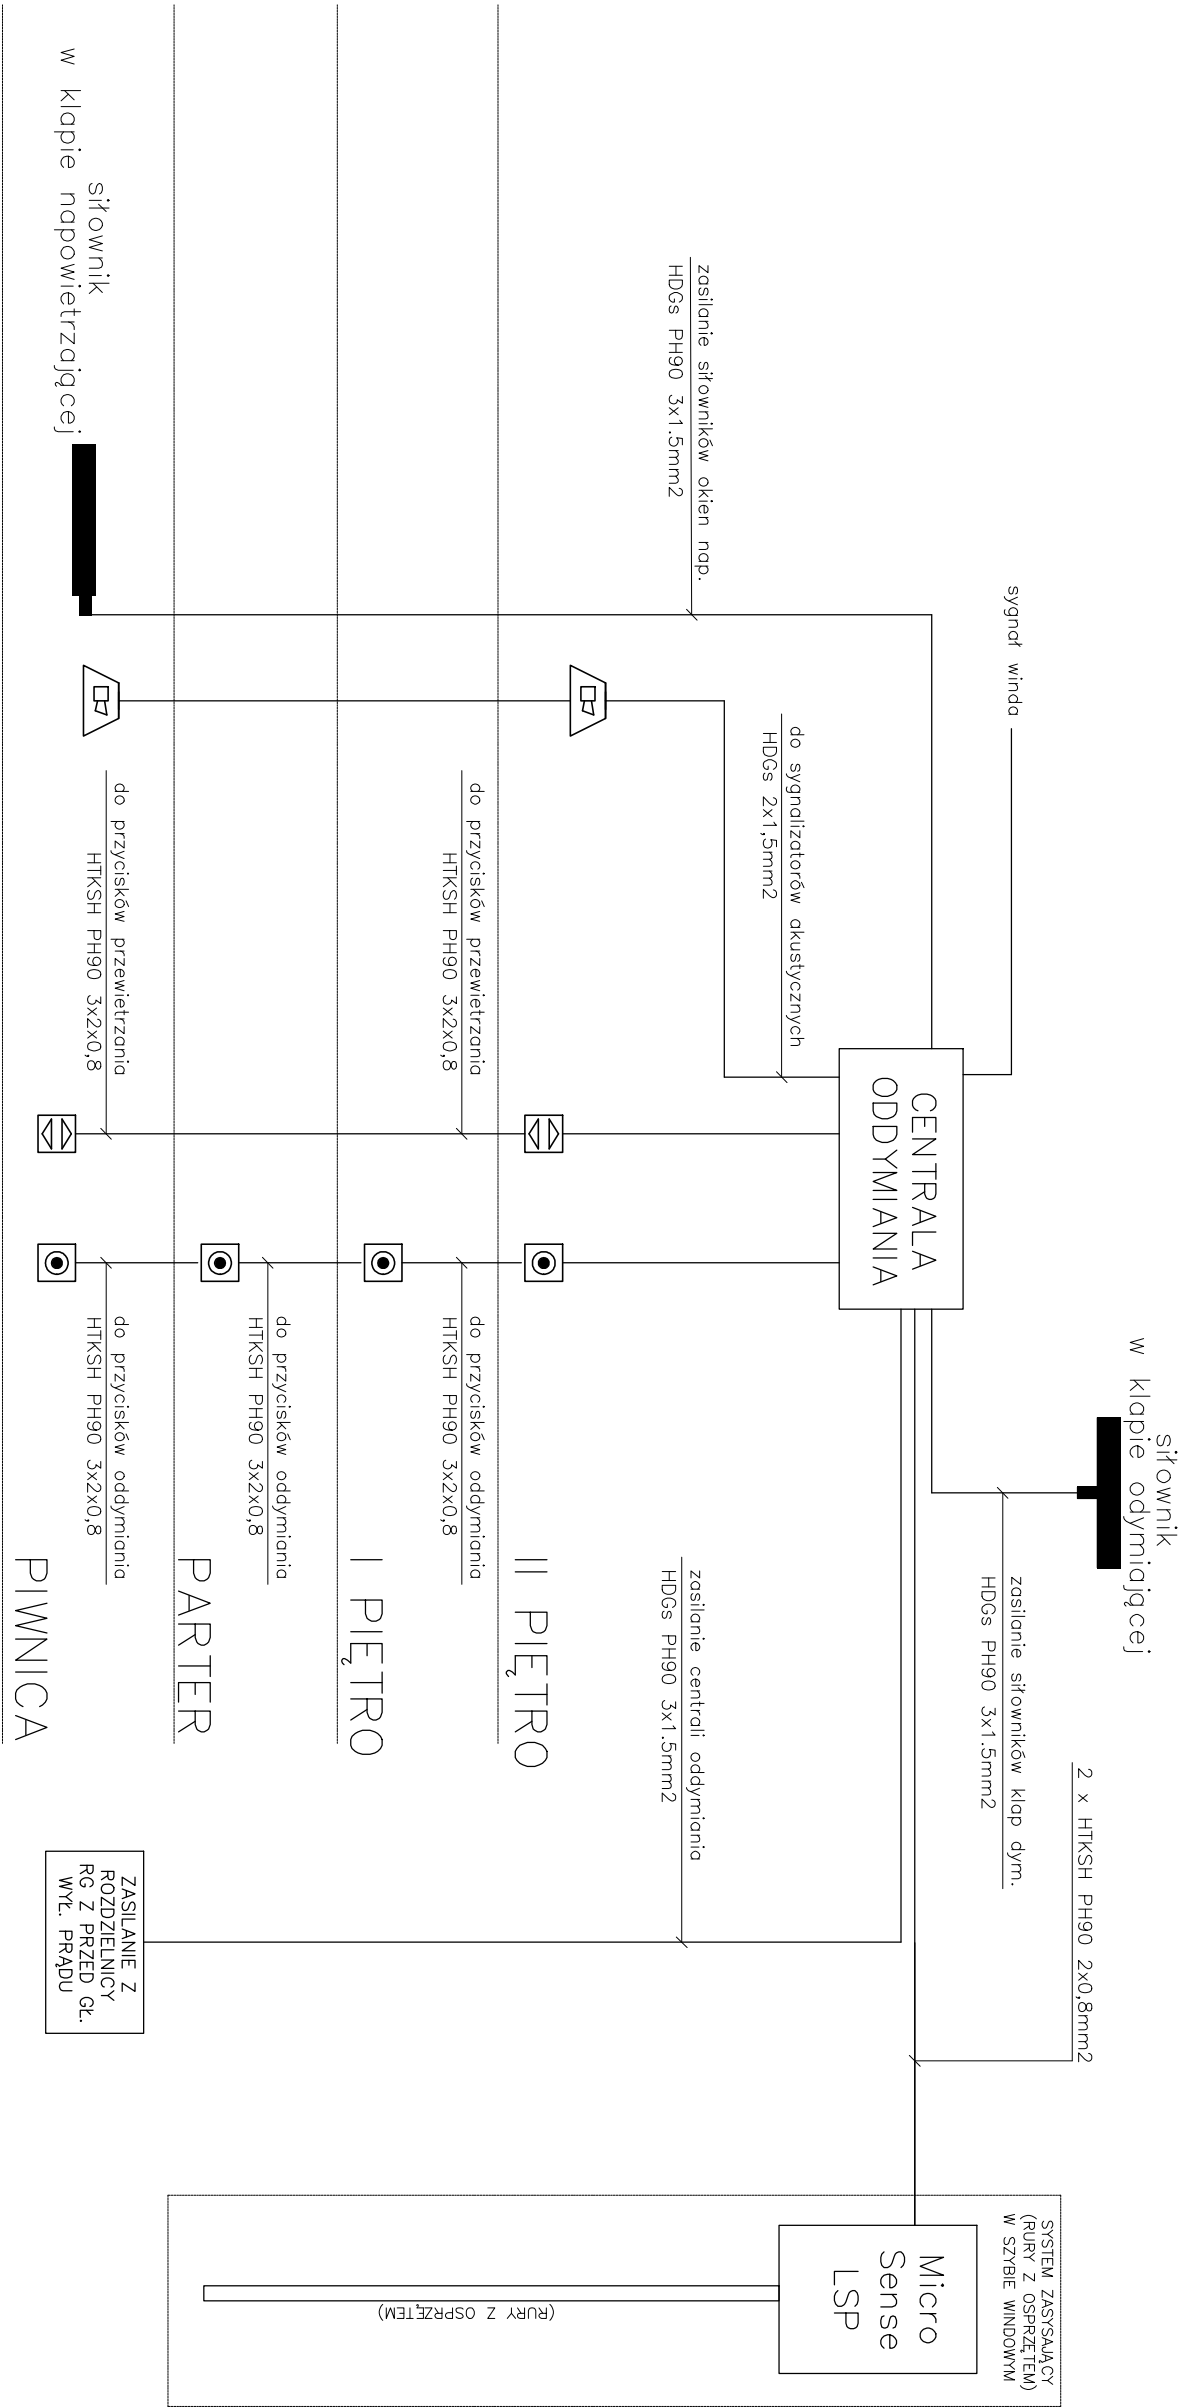 siłownik
w klapie odymiającej
zasilanie siłowników klap dym.
HDGs PH90 3x1.5mm2
2 x HTKSH PH90 2x0,8mm2
sygnał winda
CENTRALA
ODDYMIANIA
SYSTEM ZASYSAJĄCY
(RURY Z OSPRZĘTEM)
W SZYBIE WINDOWYM
Micro
Sense
LSP
(RURY Z OSPRZĘTEM)
zasilanie siłowników okien nap.
HDGs PH90 3x1.5mm2
do sygnalizatorów akustycznych
HDGs 2x1,5mm2
zasilanie centrali oddymiania
HDGs PH90 3x1.5mm2
II PIĘTRO
do przycisków przewietrzania
HTKSH PH90 3x2x0,8
do przycisków oddymiania
HTKSH PH90 3x2x0,8
I PIĘTRO
do przycisków oddymiania
HTKSH PH90 3x2x0,8
PARTER
siłownik
w klapie napowietrzającej
do przycisków przewietrzania
HTKSH PH90 3x2x0,8
do przycisków oddymiania
HTKSH PH90 3x2x0,8
PIWNICA
ZASILANIE Z
ROZDZIELNICY
RG Z PRZED GŁ.
WYŁ. PRĄDU